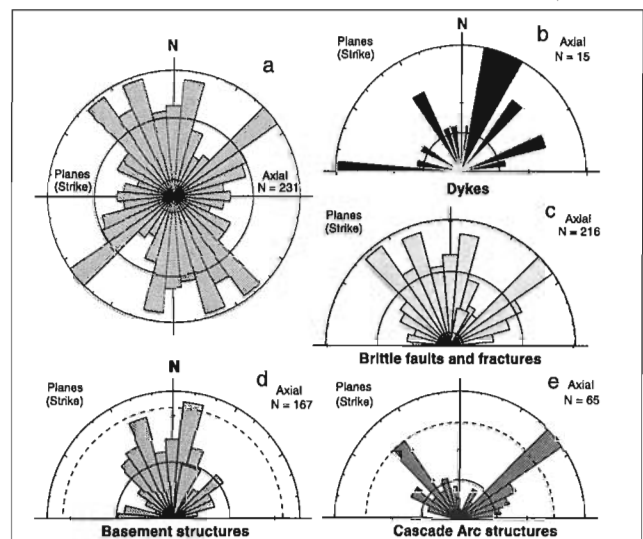 N
a
Planes
(Strike)
Axial
N = 231
N
b
Planes
(Strike)
Axial
N = 15
Dykes
c
Planes
(Strike)
Axial
N = 216
Brittle faults and fractures
N
d
Planes
(Strike)
Axial
N = 167
Basement structures
e
Planes
(Strike)
Axial
N = 65
Cascade Arc structures